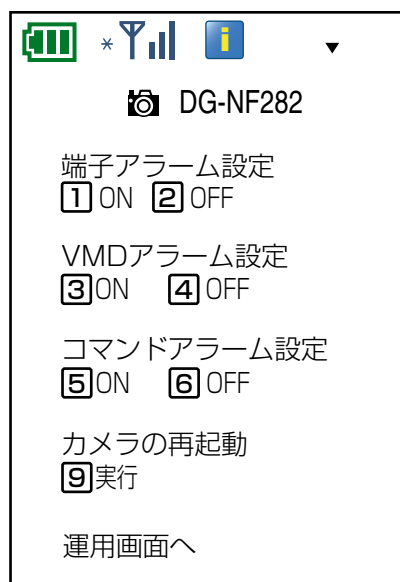 DG-NF282
端子アラーム設定
1 ON 2 OFF
VMDアラーム設定
3 ON 4 OFF
コマンドアラーム設定
5 ON 6 OFF
カメラの再起動
9 実行
運用画面へ